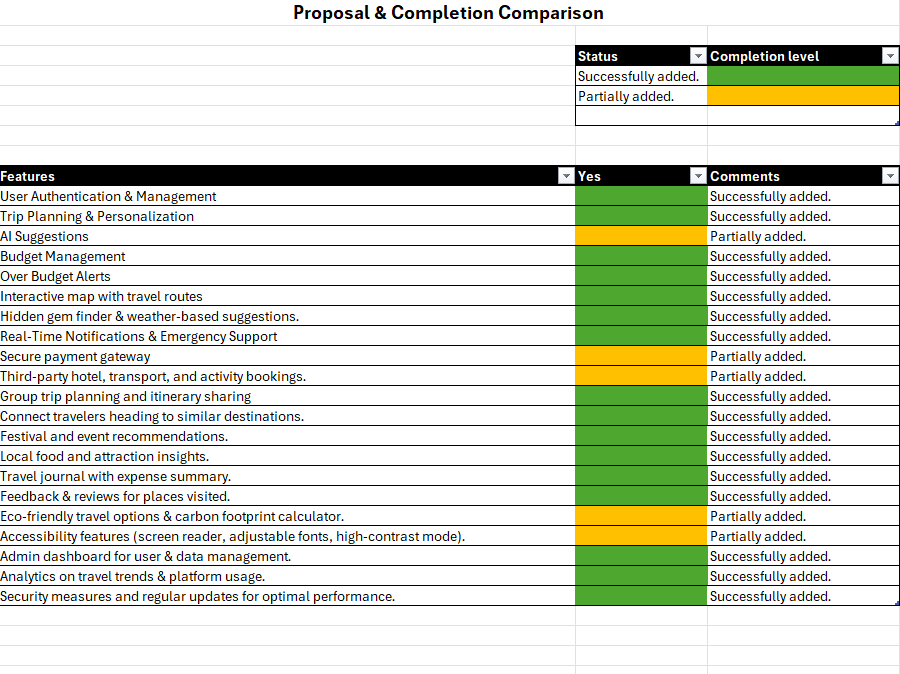 Proposal & Completion Comparison
Status Completion level
Successfully added.
Partially added.
Features Yes Comments
User Authentication & Management Successfully added.
Trip Planning & Personalization Successfully added.
AI Suggestions Partially added.
Budget Management Successfully added.
Over Budget Alerts Successfully added.
Interactive map with travel routes Successfully added.
Hidden gem finder & weather-based suggestions. Successfully added.
Real-Time Notifications & Emergency Support Successfully added.
Secure payment gateway Partially added.
Third-party hotel, transport, and activity bookings. Partially added.
Group trip planning and itinerary sharing Successfully added.
Connect travelers heading to similar destinations. Successfully added.
Festival and event recommendations. Successfully added.
Local food and attraction insights. Successfully added.
Travel journal with expense summary. Successfully added.
Feedback & reviews for places visited. Successfully added.
Eco-friendly travel options & carbon footprint calculator. Partially added.
Accessibility features (screen reader, adjustable fonts, high-contrast mode). Partially added.
Admin dashboard for user & data management. Successfully added.
Analytics on travel trends & platform usage. Successfully added.
Security measures and regular updates for optimal performance. Successfully added.